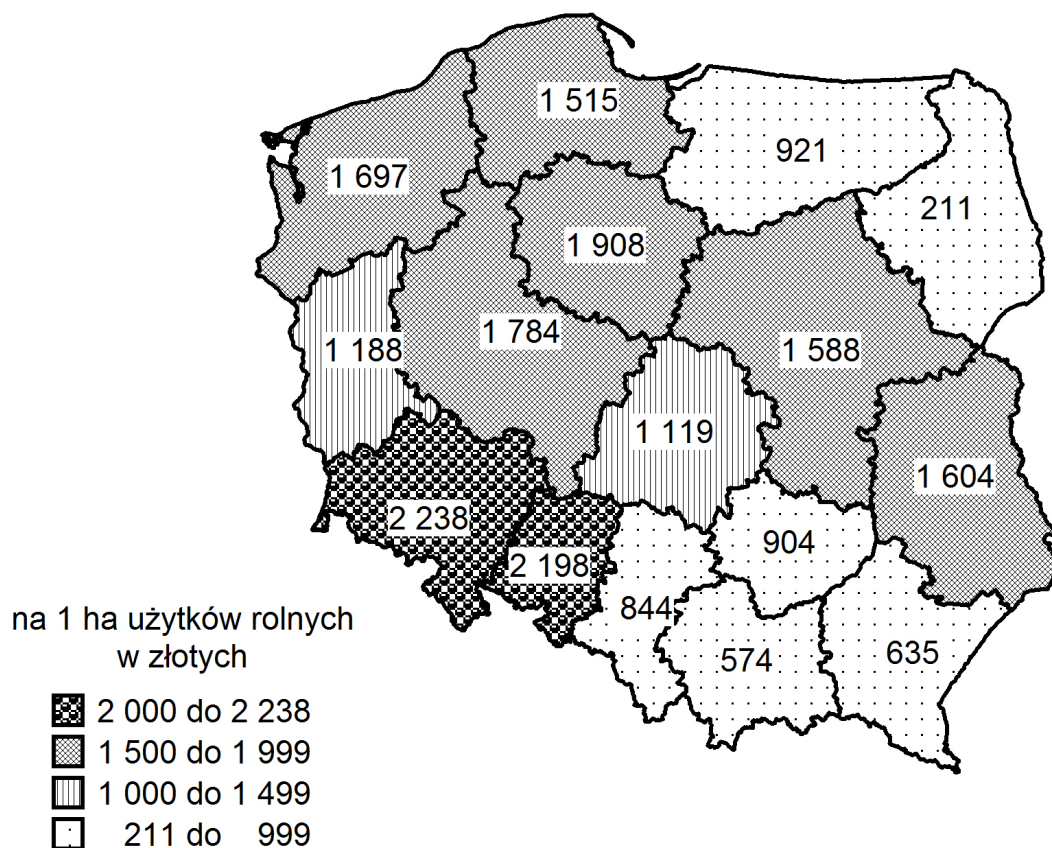 1 515
921
1 697
211
1 908
1 784
1 188
1 588
1 119
1 604
2 238
904
2 198
844
635
574
na 1 ha użytków rolnych
w złotych
2 000 do 2 238
1 500 do 1 999
1 000 do 1 499
211 do 999